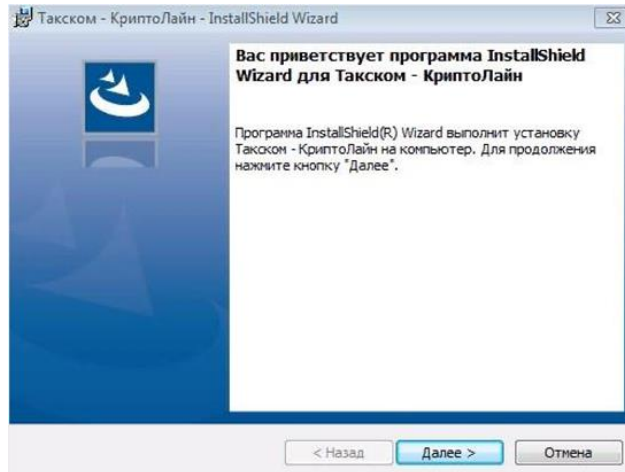 Такском - КриптоЛайн - InstallShield Wizard
Вас приветствует программа InstallShield
Wizard для Такском - КриптоЛайн
Программа InstallShield(R) Wizard выполнит установку
Такском - КриптоЛайн на компьютер. Для продолжения
нажмите кнопку "Далее".
< Назад Далее > Отмена